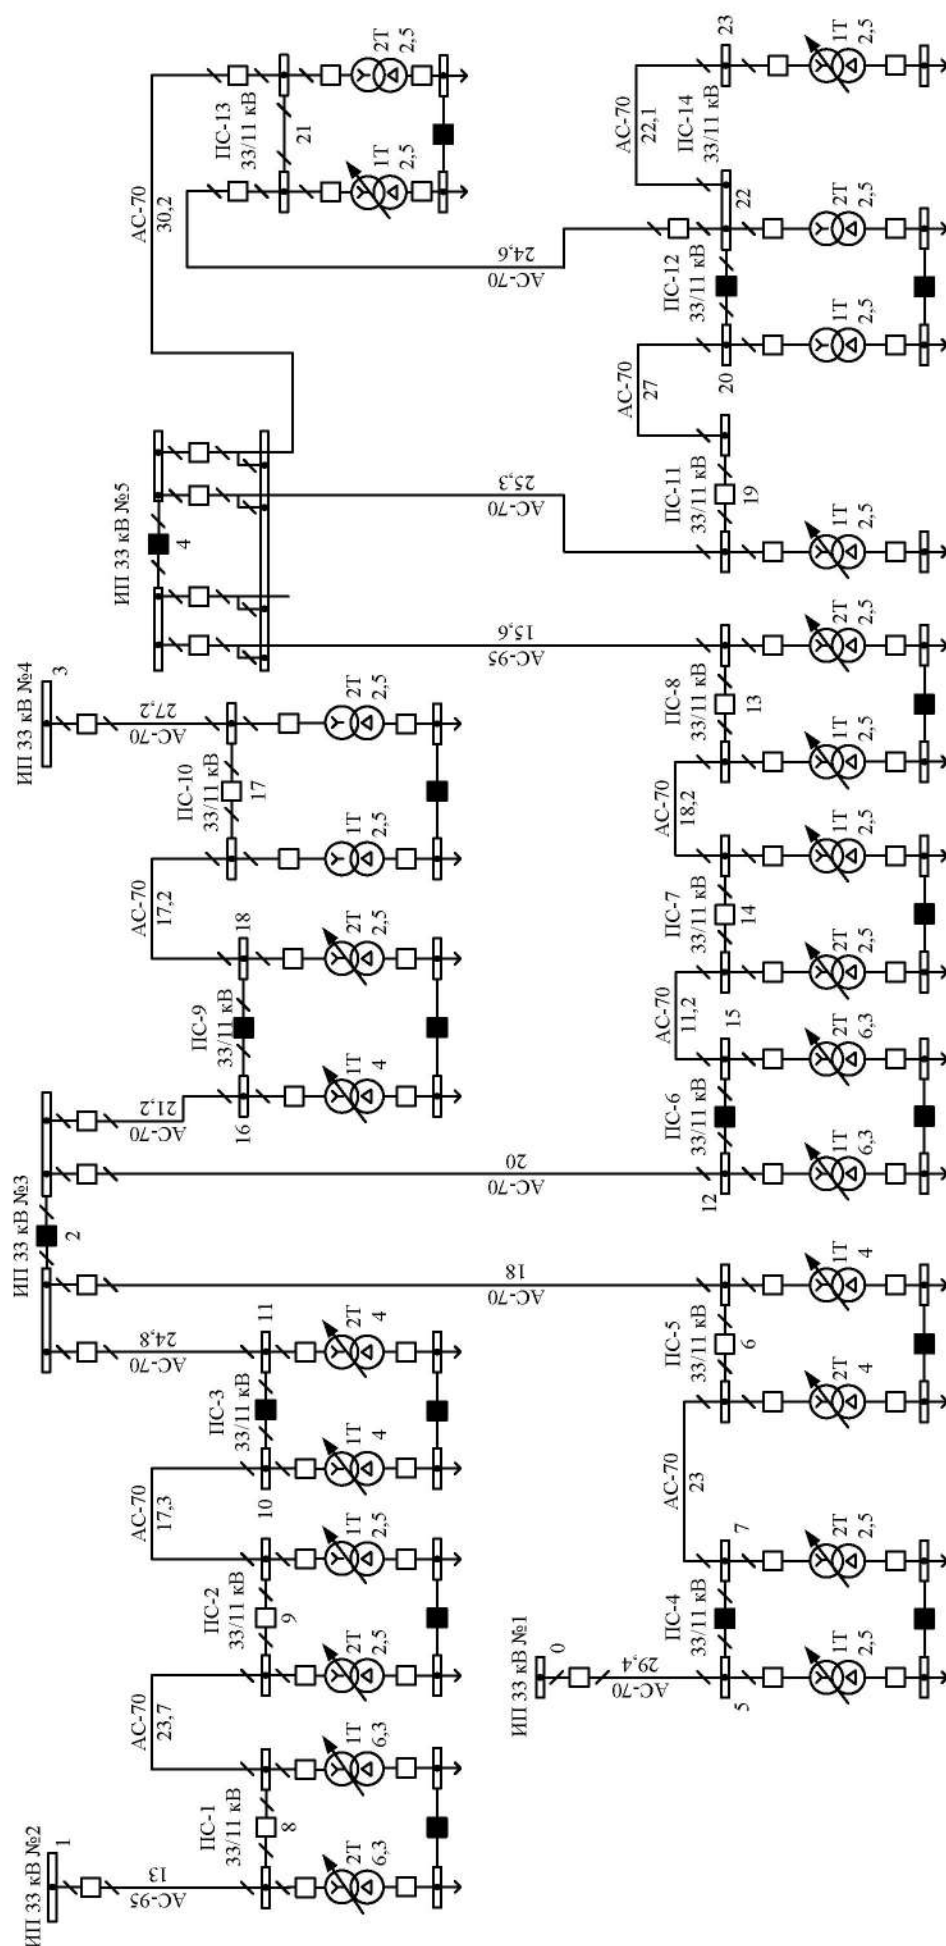 ИП 33 кВ №2
1
АС-95
13
ПС-1
33/11 кВ
8
2Т
6,3
1Т
6,3
АС-70
23,7
ПС-2
33/11 кВ
9
2Т
2,5
1Т
2,5
АС-70
17,3
ПС-3
33/11 кВ
10
11
1Т
4
2Т
4
АС-70
24,8
ИП 33 кВ №3
2
АС-70
18
АС-70
20
АС-70
21,2
ПС-9
33/11 кВ
16
18
1Т
4
2Т
2,5
АС-70
17,2
ПС-10
33/11 кВ
17
1Т
2,5
2Т
2,5
АС-70
27,2
ИП 33 кВ №4
3
ИП 33 кВ №5
4
АС-95
15,6
АС-70
25,3
АС-70
30,2
ПС-13
33/11 кВ
21
1Т
2,5
2Т
2,5
АС-70
24,6
ИП 33 кВ №1
0
АС-70
29,4
ПС-4
33/11 кВ
5
7
1Т
2,5
2Т
2,5
АС-70
23
ПС-5
33/11 кВ
6
2Т
4
1Т
4
ПС-6
33/11 кВ
12
15
1Т
6,3
2Т
6,3
АС-70
11,2
ПС-7
33/11 кВ
14
2Т
2,5
1Т
2,5
АС-70
18,2
ПС-8
33/11 кВ
13
1Т
2,5
2Т
2,5
ПС-11
33/11 кВ
19
1Т
2,5
АС-70
27
ПС-12
33/11 кВ
20
22
1Т
2,5
2Т
2,5
АС-70
22,1
ПС-14
33/11 кВ
23
1Т
2,5